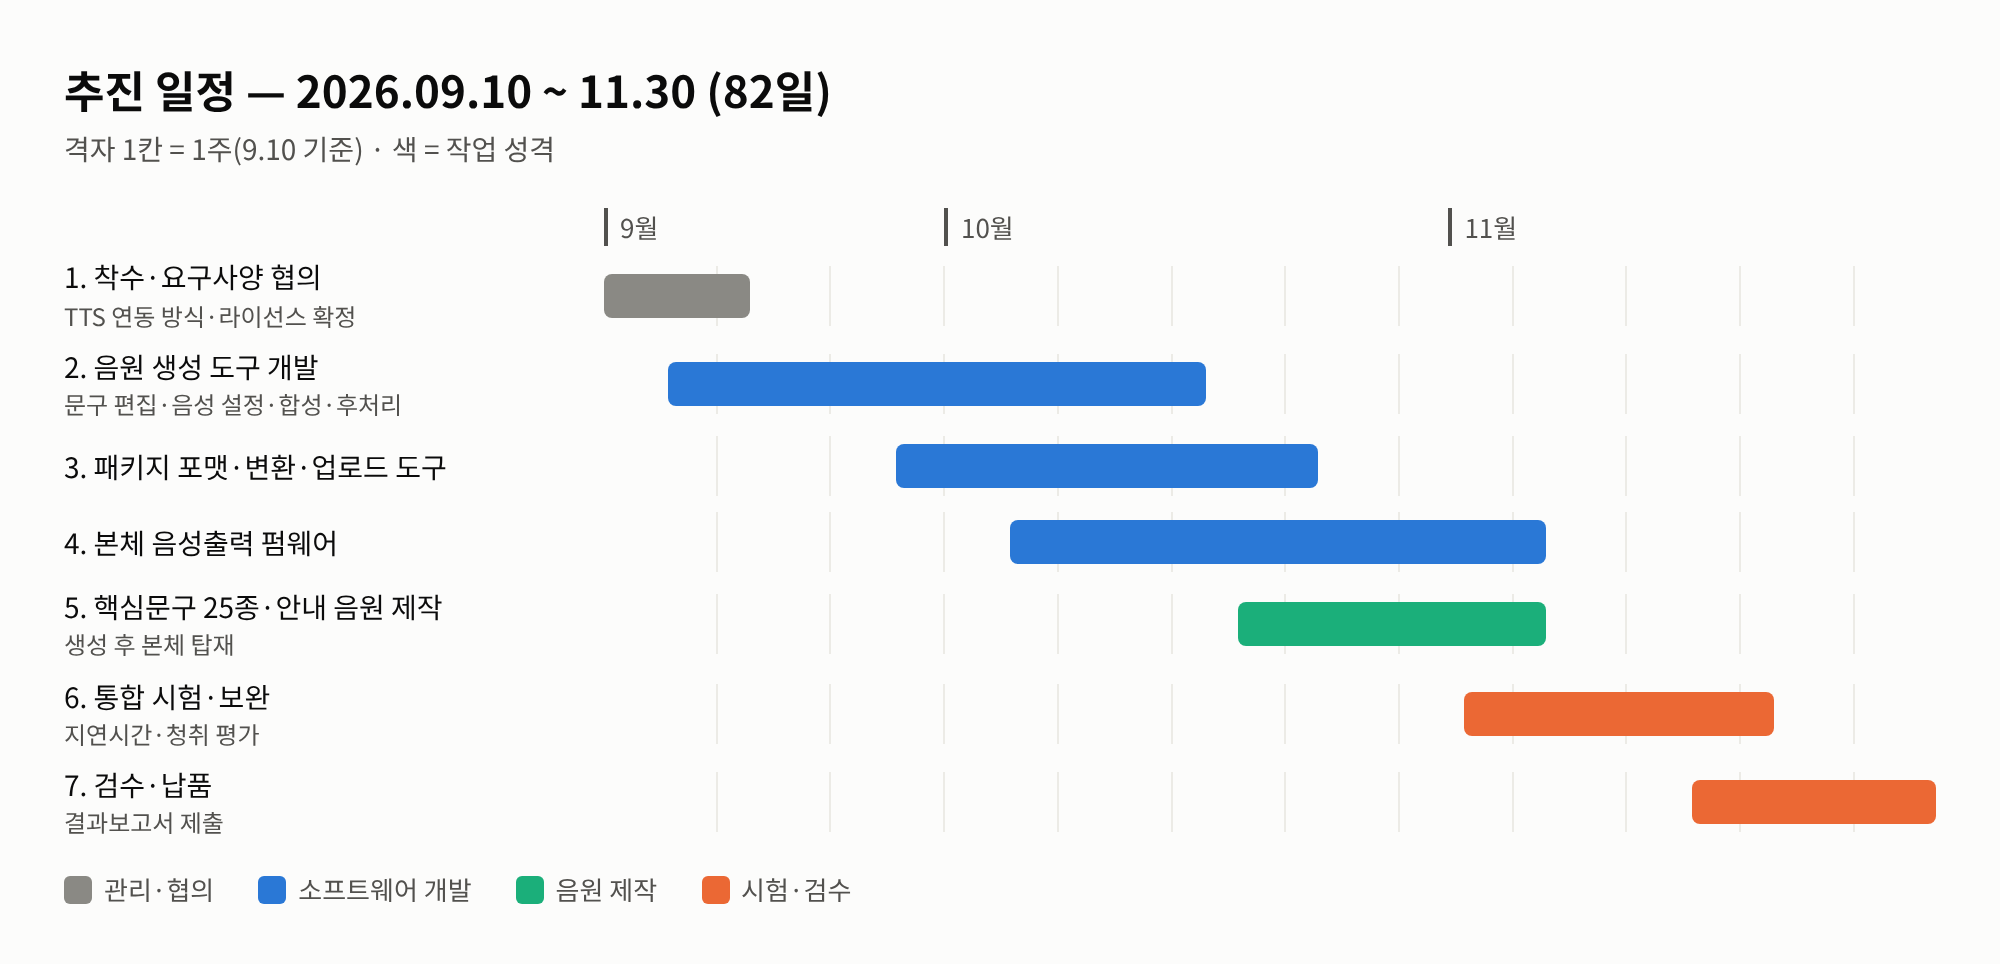 추진 일정 — 2026.09.10 ~ 11.30 (82일)
격자 1칸 = 1주(9.10 기준) · 색 = 작업 성격
9월 10월 11월
1. 착수·요구사양 협의
TTS 연동 방식·라이선스 확정
2. 음원 생성 도구 개발
문구 편집·음성 설정·합성·후처리
3. 패키지 포맷·변환·업로드 도구
4. 본체 음성출력 펌웨어
5. 핵심문구 25종·안내 음원 제작
생성 후 본체 탑재
6. 통합 시험·보완
지연시간·청취 평가
7. 검수·납품
결과보고서 제출
관리·협의 소프트웨어 개발 음원 제작 시험·검수